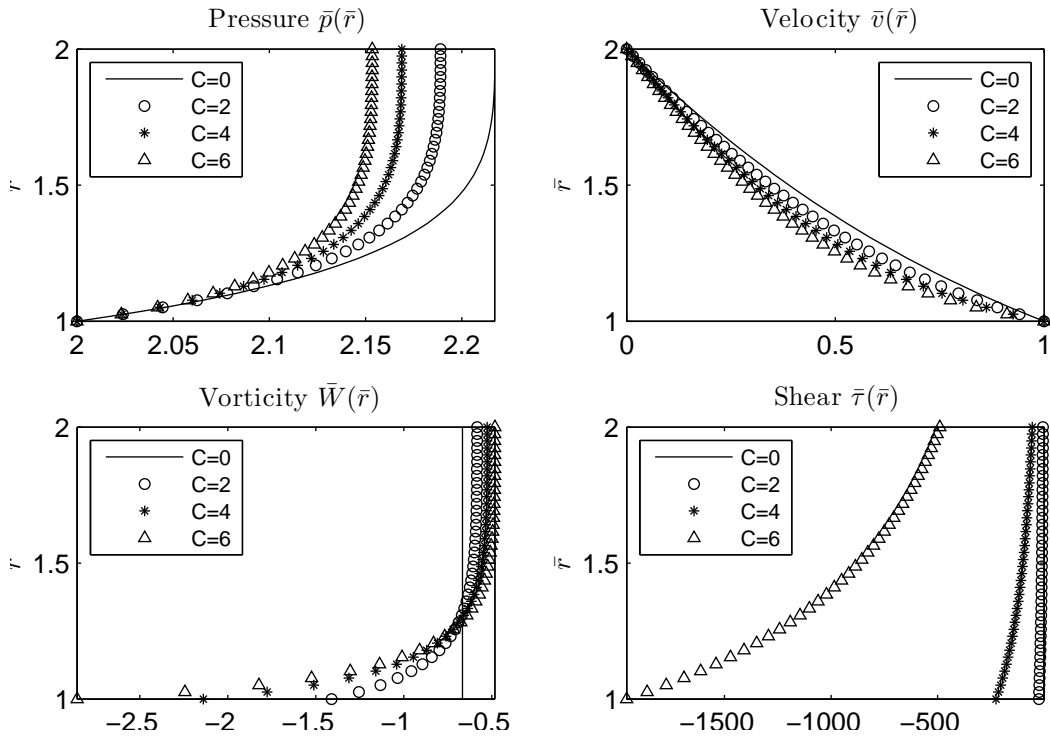 Pressure p̄(r̄)
2
1.5
1
r̄
C=0
C=2
C=4
C=6
2 2.05 2.1 2.15 2.2
Velocity v̄(r̄)
2
1.5
1
r̄
C=0
C=2
C=4
C=6
0 0.5 1
Vorticity W̄(r̄)
2
1.5
1
r̄
C=0
C=2
C=4
C=6
−2.5 −2 −1.5 −1 −0.5
Shear τ̄(r̄)
2
1.5
1
r̄
C=0
C=2
C=4
C=6
−1500 −1000 −500